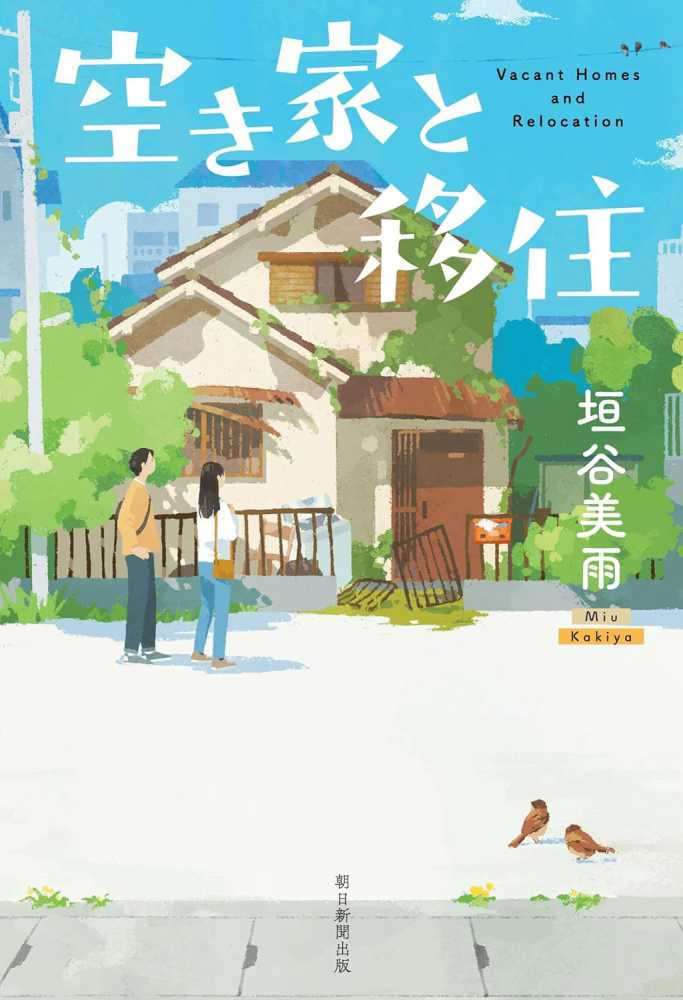 空き家と
移住
Vacant Homes
and
Relocation
垣谷美雨
Miu
Kakiya
朝日新聞出版